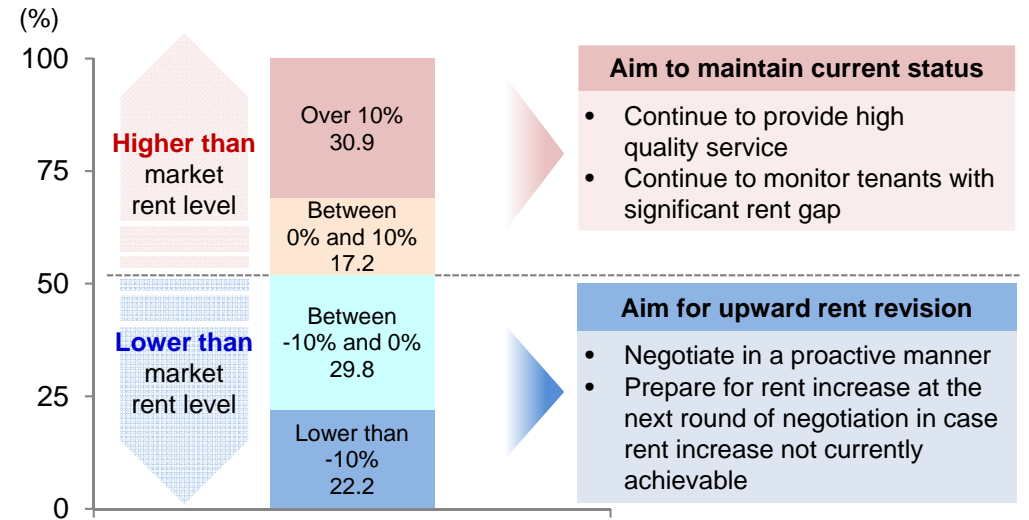 (%)
100
75
50
25
0
Higher than
market
rent level
Lower than
market
rent level
Over 10%
30.9
Between
0% and 10%
17.2
Between
-10% and 0%
29.8
Lower than
-10%
22.2
Aim to maintain current status
• Continue to provide high
quality service
• Continue to monitor tenants with
significant rent gap
Aim for upward rent revision
• Negotiate in a proactive manner
• Prepare for rent increase at the
next round of negotiation in case
rent increase not currently
achievable